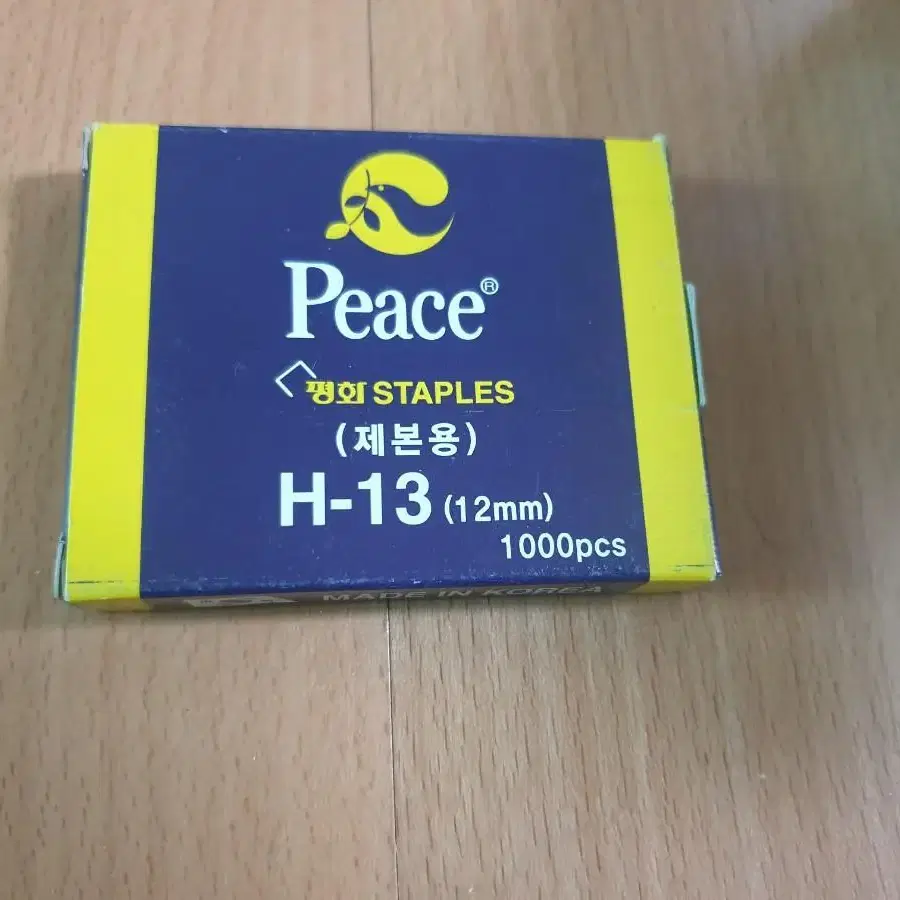 Peace®
평화 STAPLES
(제본용)
H-13 (12mm)
1000pcs
MADE IN KOREA